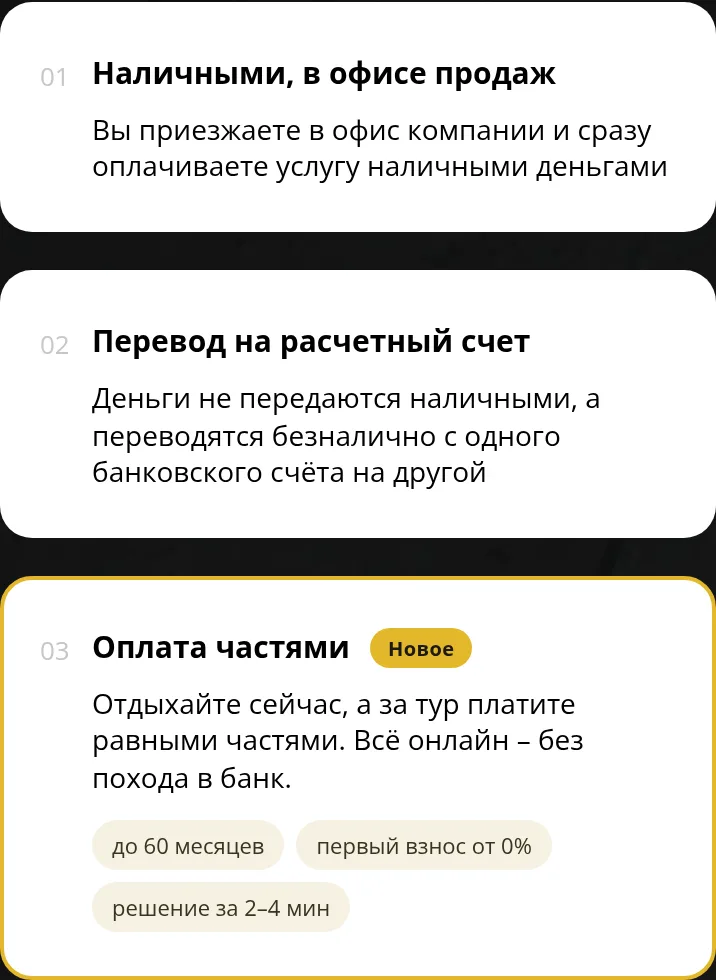 01 Наличными, в офисе продаж
Вы приезжаете в офис компании и сразу
оплачиваете услугу наличными деньгами
02 Перевод на расчетный счет
Деньги не передаются наличными, а
переводятся безналично с одного
банковского счёта на другой
03 Оплата частями Новое
Отдыхайте сейчас, а за тур платите
равными частями. Всё онлайн – без
похода в банк.
до 60 месяцев первый взнос от 0%
решение за 2–4 мин